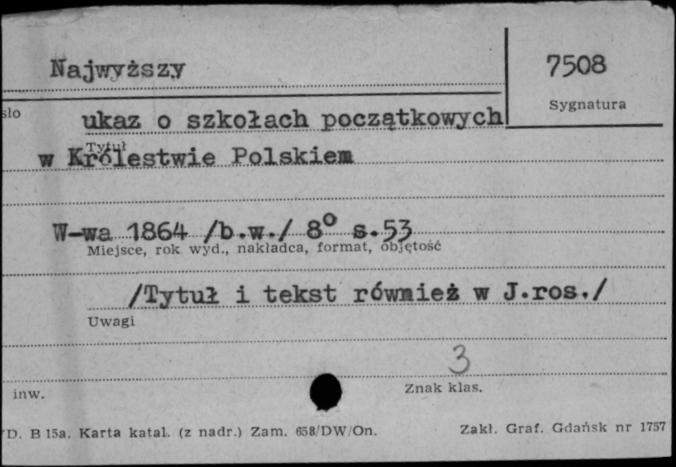 Najwyższy
7508
Sygnatura
sło
ukaz o szkołach początkowych
Tytuł
w Królestwie Polskiem
W-wa 1864 /b.w./ 8° s.53
Miejsce, rok wyd., nakładca, format, objętość
/Tytuł i tekst również w J.ros./
Uwagi
3
inw.
Znak klas.
D. B 15a. Karta katal. (z nadr.) Zam. 658/DW/On.
Zakł. Graf. Gdańsk nr 1757